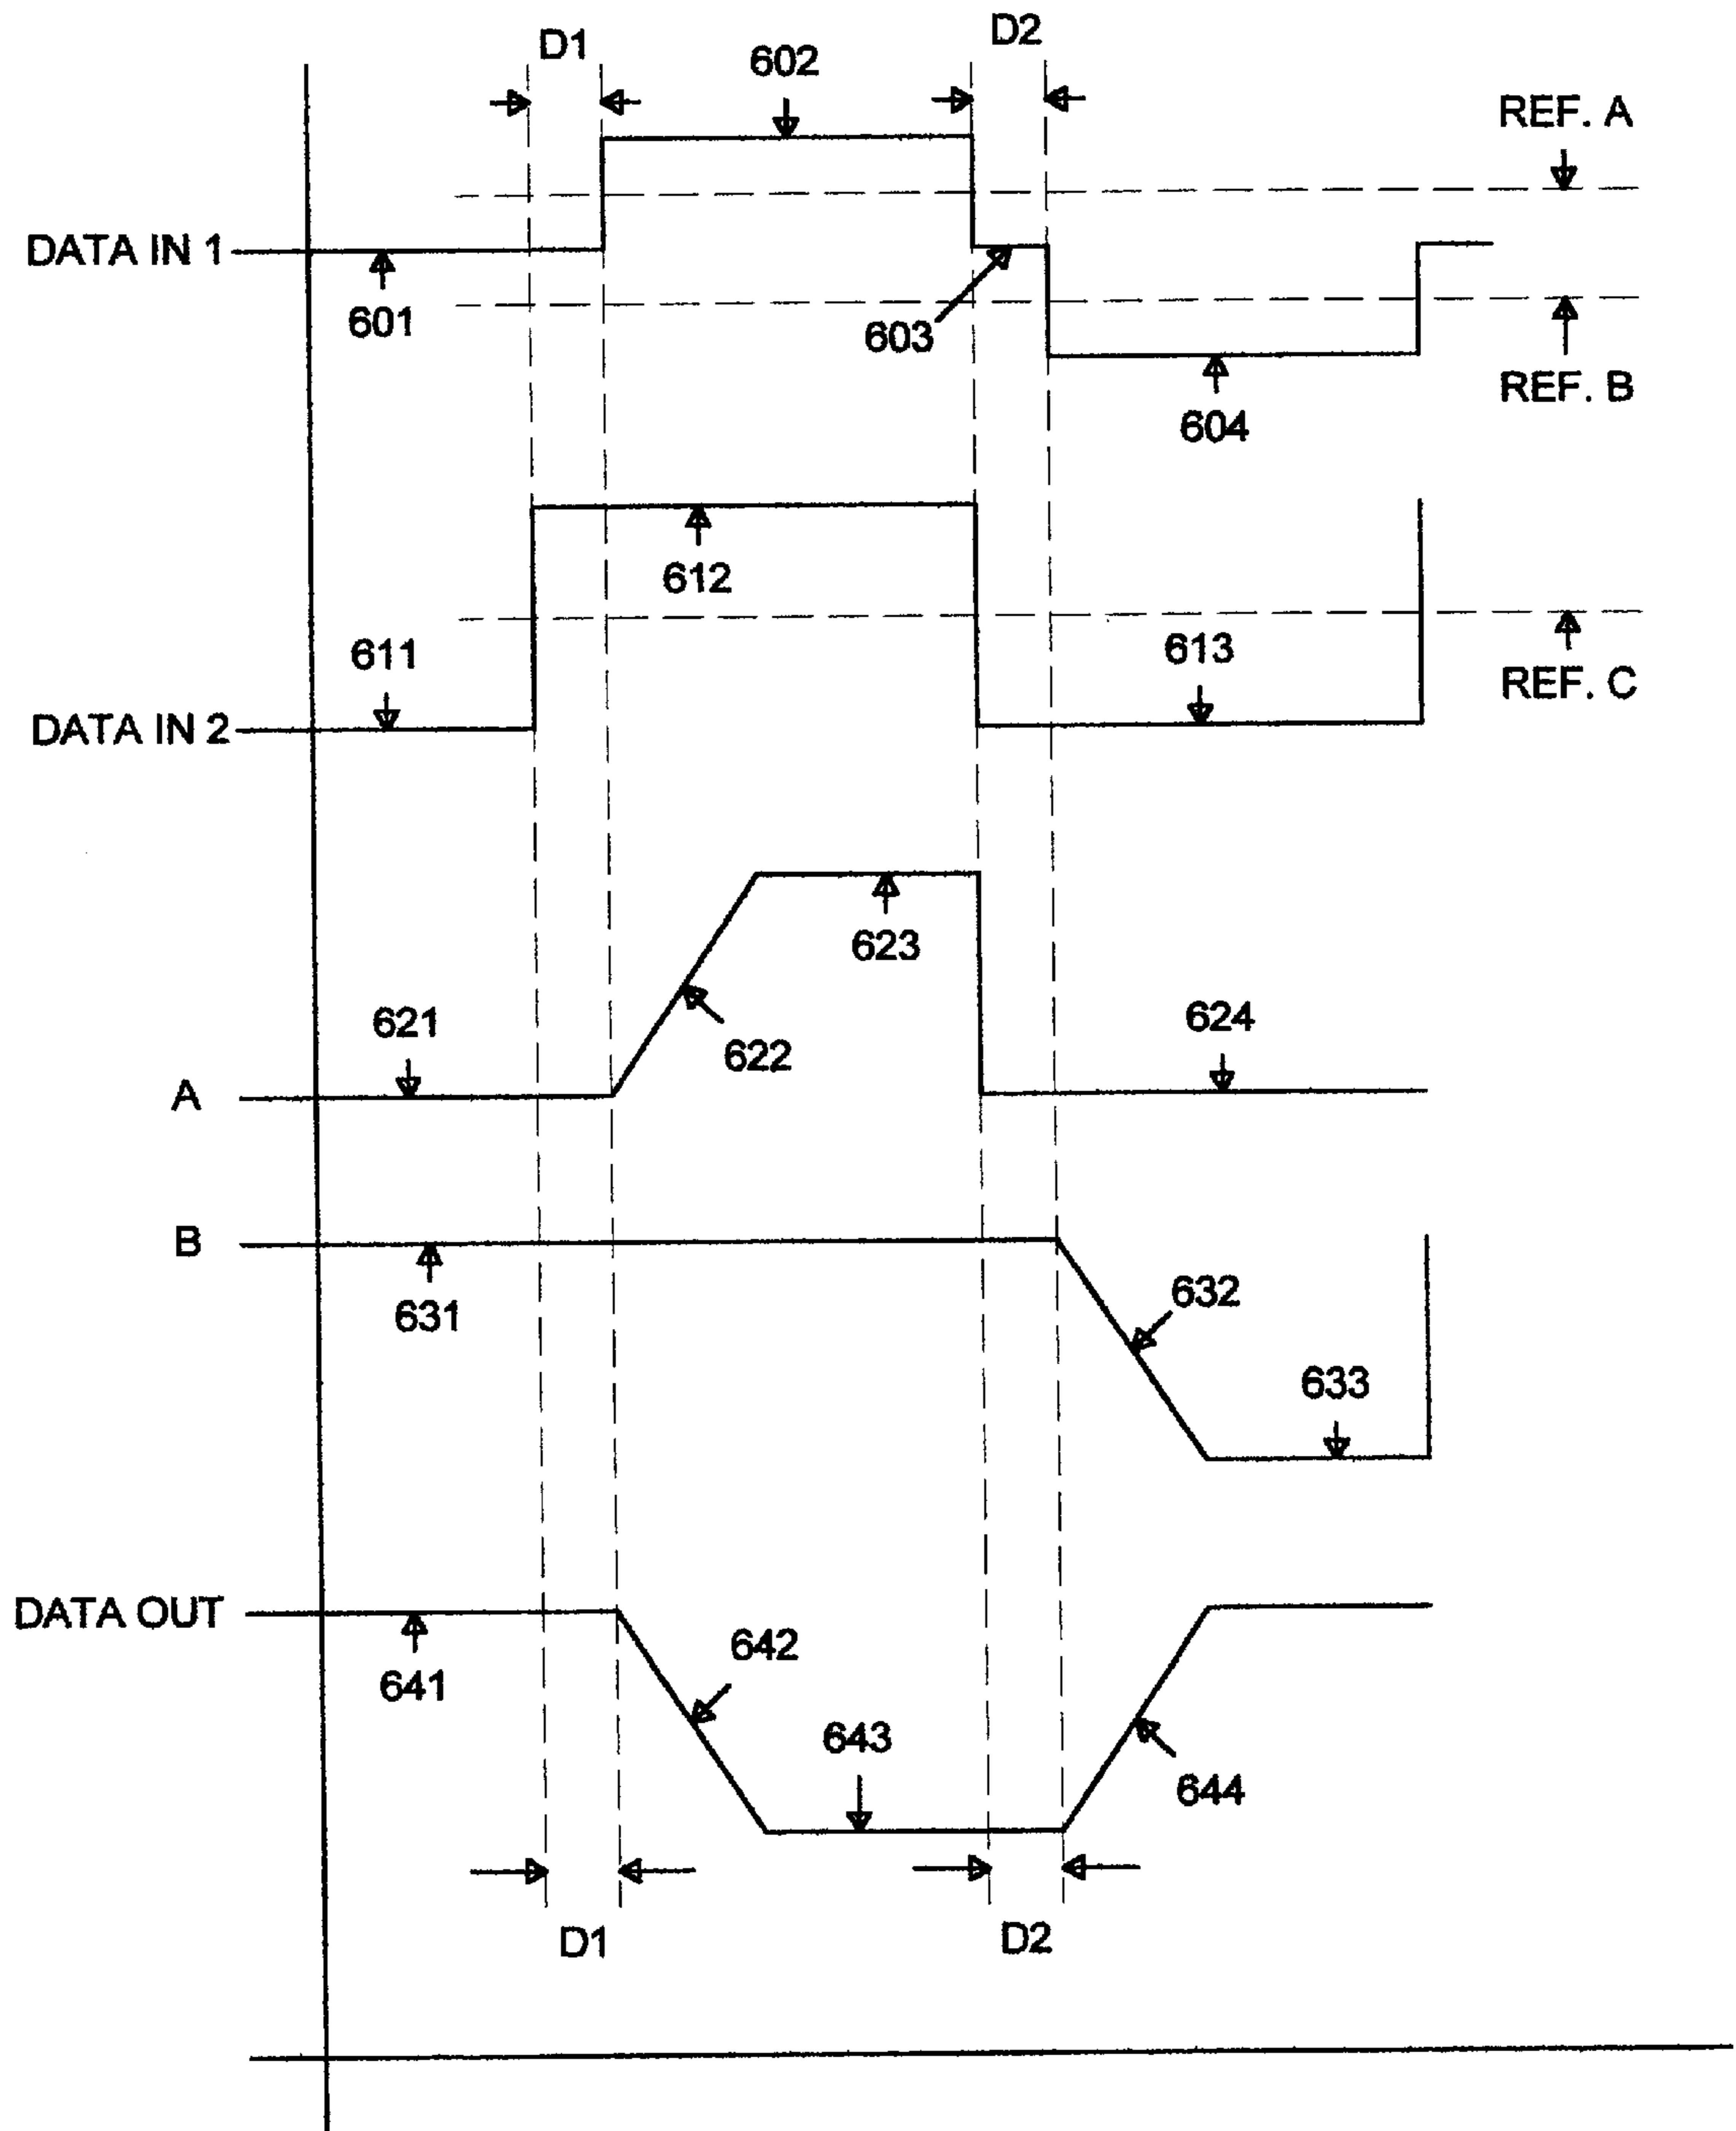 D1
D2
602
REF. A
DATA IN 1
601
603
REF. B
604
612
611
613
REF. C
DATA IN 2
623
621
622
624
A
B
631
632
633
DATA OUT
641
642
643
644
D1
D2